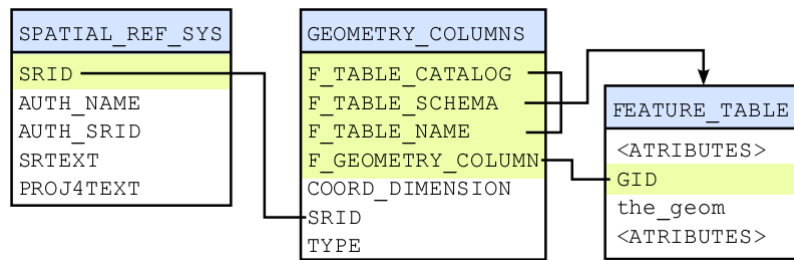 SPATIAL_REF_SYS
SRID
AUTH_NAME
AUTH_SRID
SRTEXT
PROJ4TEXT
GEOMETRY_COLUMNS
F_TABLE_CATALOG
F_TABLE_SCHEMA
F_TABLE_NAME
F_GEOMETRY_COLUMN
COORD_DIMENSION
SRID
TYPE
FEATURE_TABLE
<ATRIBUTES>
GID
the_geom
<ATRIBUTES>